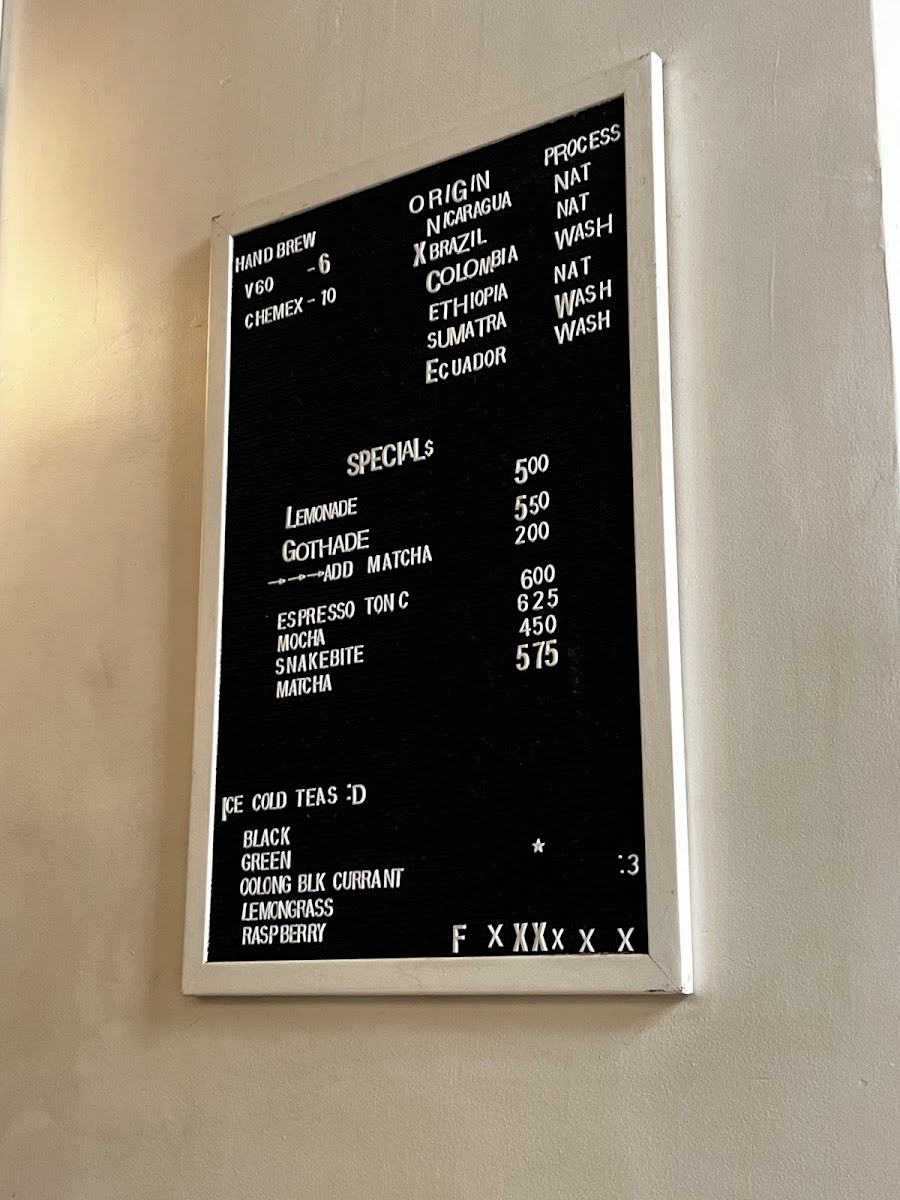 HAND BREW
V60 -6
CHEMEX - 10
ORIGIN PROCESS
NICARAGUA NAT
X BRAZIL NAT
COLOMBIA WASH
ETHIOPIA NAT
SUMATRA WASH
ECUADOR WASH
SPECIALS
LEMONADE 500
GOTHADE 550
→→→ADD MATCHA 200
ESPRESSO TON C 600
MOCHA 625
SNAKEBITE 450
MATCHA 575
ICE COLD TEAS :D
BLACK
GREEN
OOLONG BLK CURRANT
LEMONGRASS
RASPBERRY
*
:3
F X XXX X X